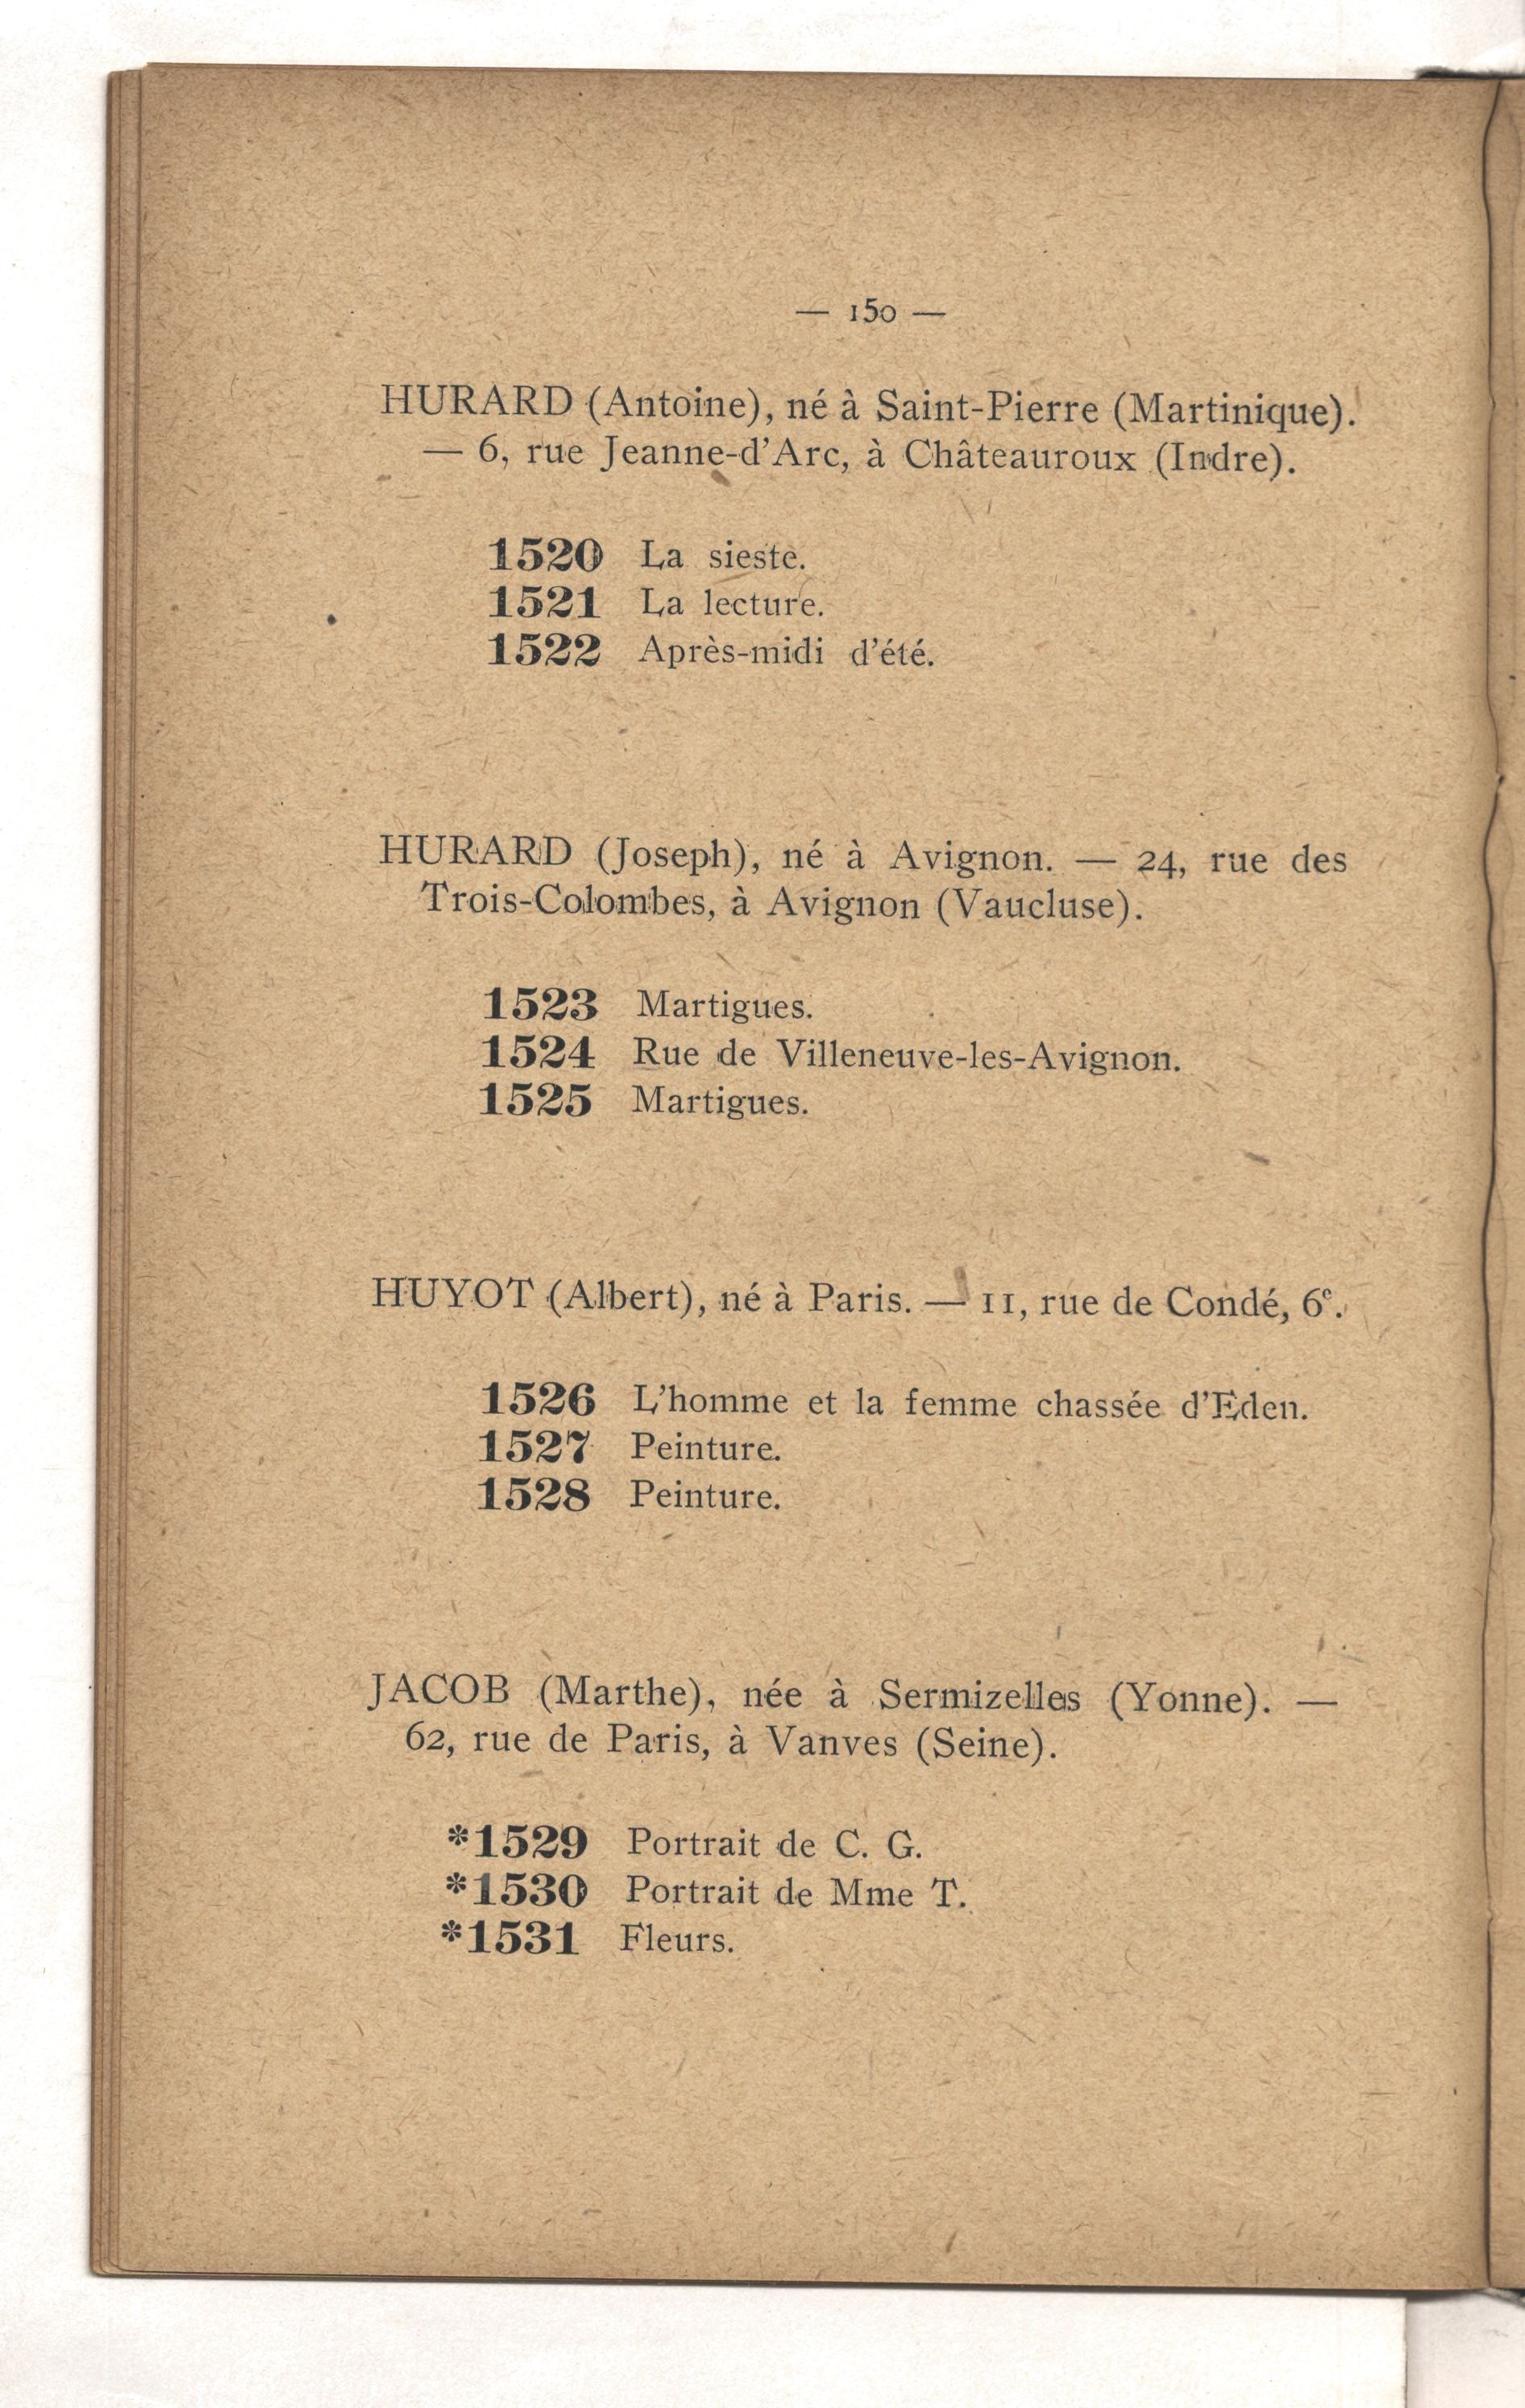 — 150 —
HURARD (Antoine), né à Saint-Pierre (Martinique).
— 6, rue Jeanne-d'Arc, à Châteauroux (Indre).
1520 La sieste.
1521 La lecture.
1522 Après-midi d'été.
HURARD (Joseph), né à Avignon. — 24, rue des
Trois-Colombes, à Avignon (Vaucluse).
1523 Martigues.
1524 Rue de Villeneuve-les-Avignon.
1525 Martigues.
HUYOT (Albert), né à Paris. — 11, rue de Condé, 6e.
1526 L'homme et la femme chassée d'Eden.
1527 Peinture.
1528 Peinture.
JACOB (Marthe), née à Sermizelles (Yonne). —
62, rue de Paris, à Vanves (Seine).
*1529 Portrait de C. G.
*1530 Portrait de Mme T.
*1531 Fleurs.